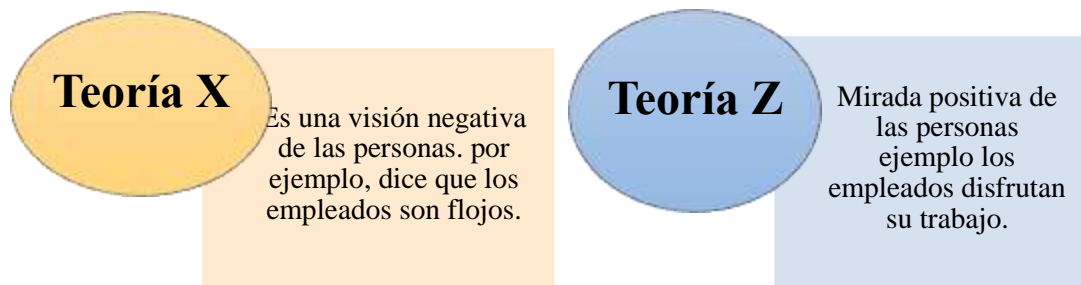 Teoría X
Es una visión negativa
de las personas. por
ejemplo, dice que los
empleados son flojos.
Teoría Z
Mirada positiva de
las personas
ejemplo los
empleados disfrutan
su trabajo.